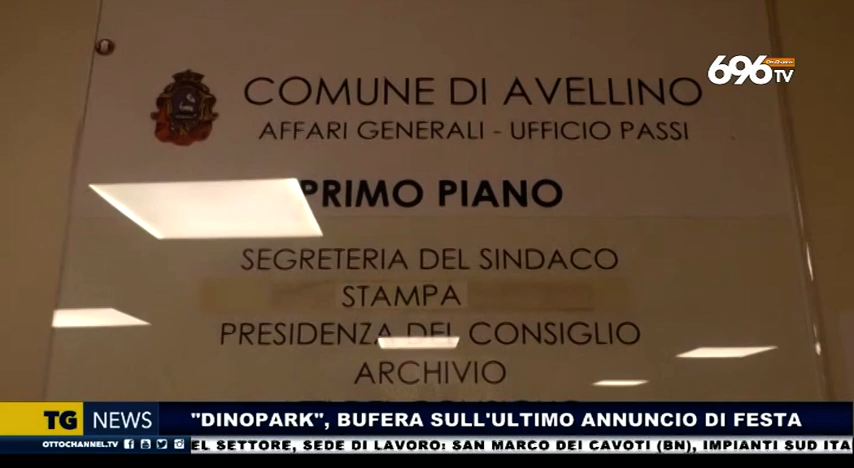 696 TV
COMUNE DI AVELLINO
AFFARI GENERALI - UFFICIO PASSI
PRIMO PIANO
SEGRETERIA DEL SINDACO
STAMPA
PRESIDENZA DEL CONSIGLIO
ARCHIVIO
TG NEWS "DINOPARK", BUFERA SULL'ULTIMO ANNUNCIO DI FESTA
OTTOCHANNEL.TV EL SETTORE, SEDE DI LAVORO: SAN MARCO DEI CAVOTI (BN), IMPIANTI SUD ITA